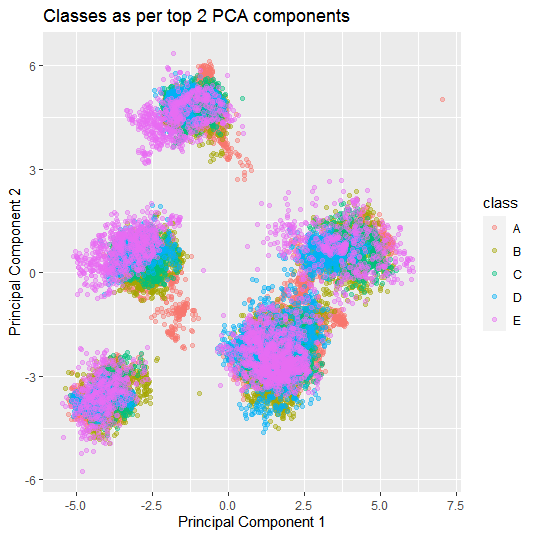 Classes as per top 2 PCA components
Principal Component 2
6
3
0
-3
-6
-5.0
-2.5
0.0
2.5
5.0
7.5
Principal Component 1
class
A
B
C
D
E